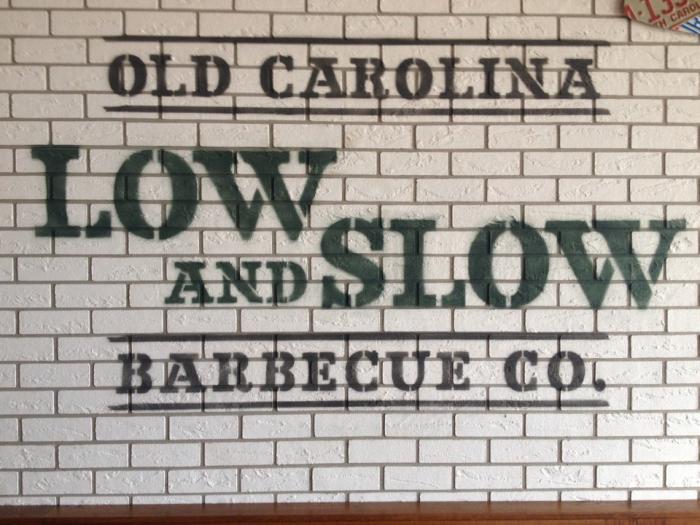 OLD CAROLINA
LOW
AND SLOW
BARBECUE CO.